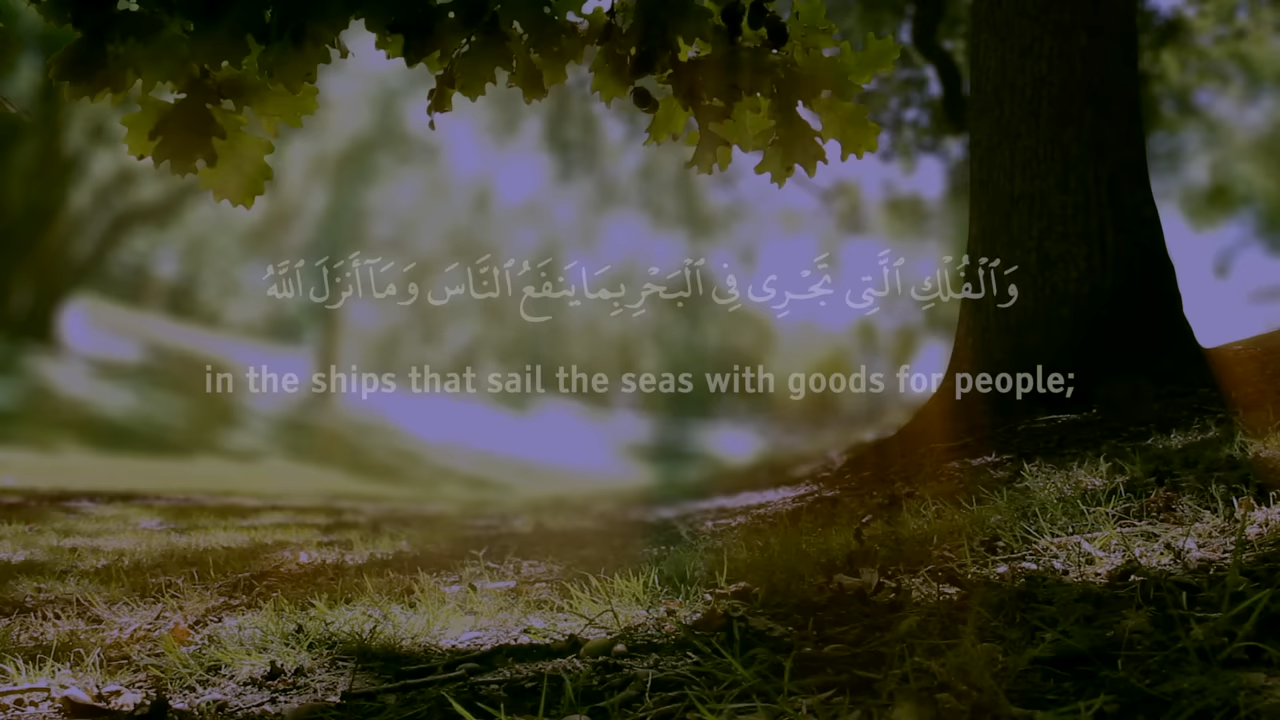 وَٱلْفُلْكِ ٱلَّتِى تَجْرِى فِى ٱلْبَحْرِ بِمَا يَنفَعُ ٱلنَّاسَ وَمَآ أَنزَلَ ٱللَّهُ
in the ships that sail the seas with goods for people;